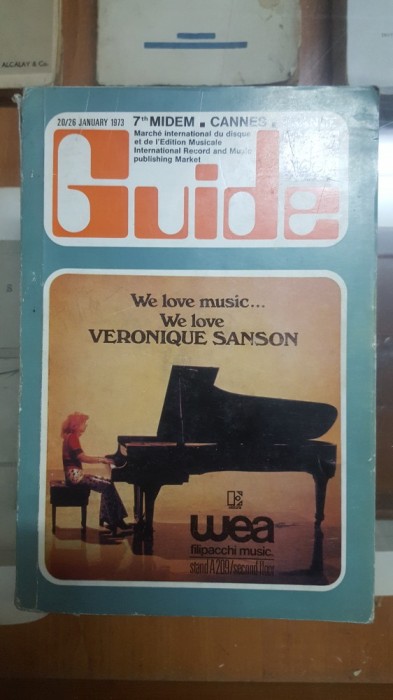 ALCALAY & Co.
20/26 JANUARY 1973 7th MIDEM ■ CANNES ■
Marché international du disque
et de l'Edition Musicale
International Record and Music
publishing Market
Guide
We love music...
We love
VERONIQUE SANSON
wea
filipacchi music.
stand A 209/second floor